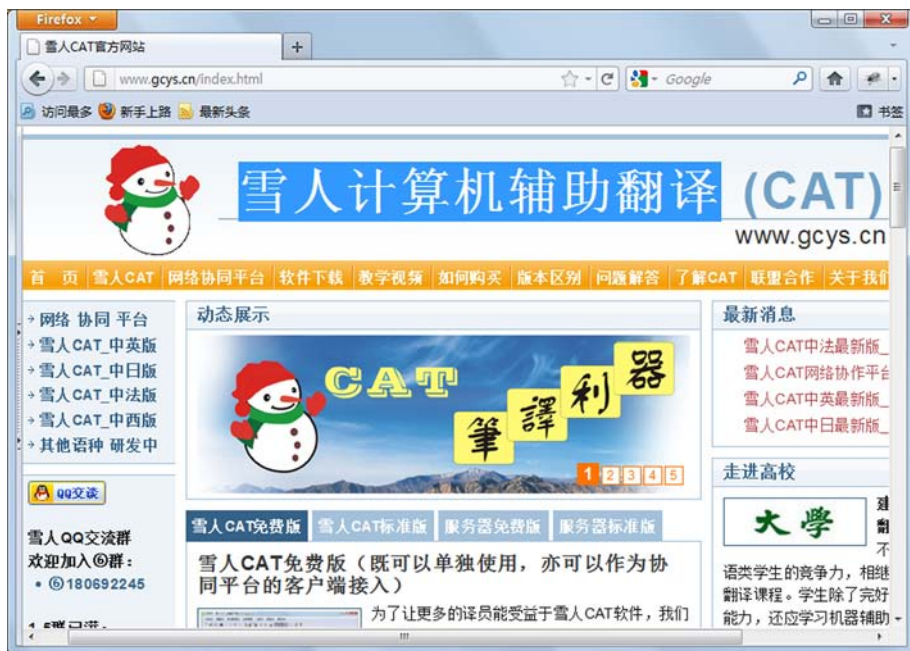 Firefox
雪人CAT官方网站
www.gcys.cn/index.html
Google
访问最多 新手上路 最新头条
书签
雪人计算机辅助翻译 (CAT)
www.gcys.cn
首 页 雪人CAT 网络协同平台 软件下载 教学视频 如何购买 版本区别 问题解答 了解CAT 联盟合作 关于我们
网络 协同 平台
雪人CAT_中英版
雪人CAT_中日版
雪人CAT_中法版
雪人CAT_中西版
其他语种 研发中
QQ交谈
雪人QQ交流群
欢迎加入⑥群:
⑥180692245
动态展示
CAT
筆譯利器
1 2 3 4 5
雪人CAT免费版 雪人CAT标准版 服务器免费版 服务器标准版
雪人CAT免费版(既可以单独使用,亦可以作为协
同平台的客户端接入)
为了让更多的译员能受益于雪人CAT软件,我们
最新消息
雪人CAT中法最新版_
雪人CAT网络协作平台
雪人CAT中英最新版_
雪人CAT中日最新版_
走进高校
大學
建
翻
不
语类学生的竞争力,相继
翻译课程。学生除了完好
能力,还应学习机器辅助